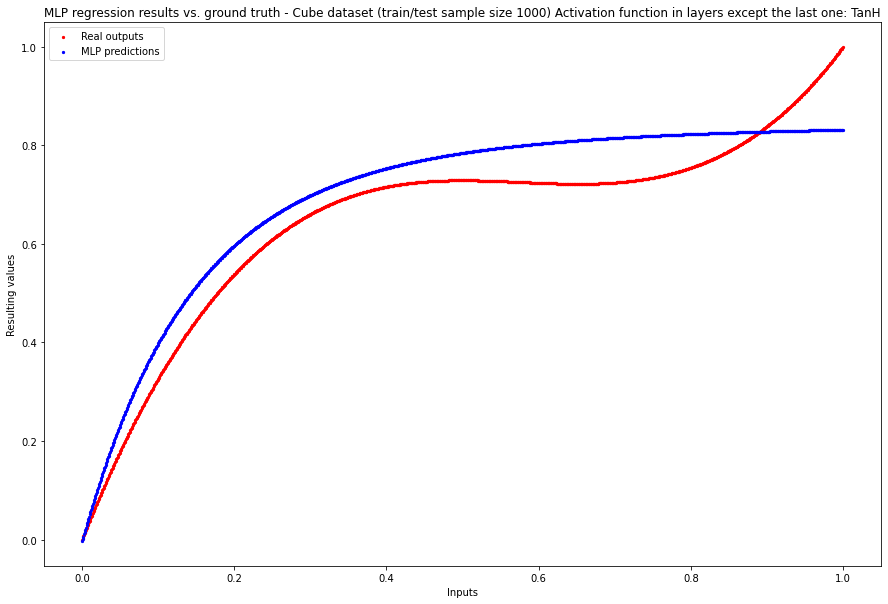 MLP regression results vs. ground truth - Cube dataset (train/test sample size 1000) Activation function in layers except the last one: TanH
Real outputs
MLP predictions
1.0
0.8
0.6
0.4
0.2
0.0
Resulting values
0.0 0.2 0.4 0.6 0.8 1.0
Inputs